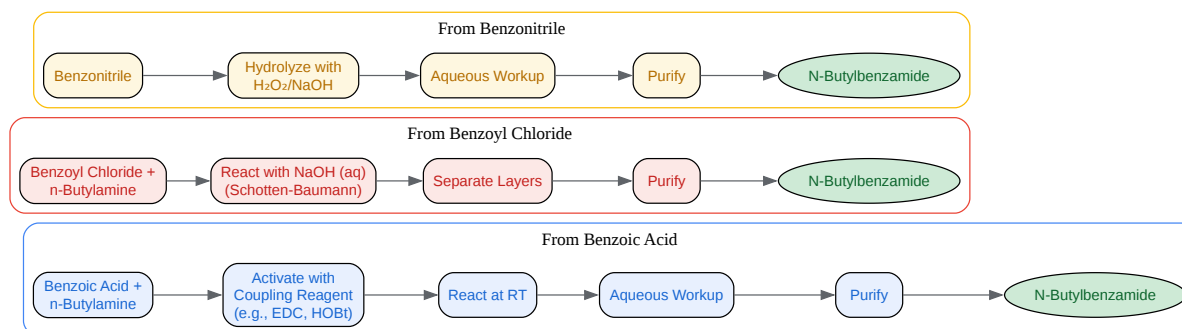 From Benzonitrile
Benzonitrile
Hydrolyze with
H₂O₂/NaOH
Aqueous Workup
Purify
N-Butylbenzamide
From Benzoyl Chloride
Benzoyl Chloride +
n-Butylamine
React with NaOH (aq)
(Schotten-Baumann)
Separate Layers
Purify
N-Butylbenzamide
From Benzoic Acid
Benzoic Acid +
n-Butylamine
Activate with
Coupling Reagent
(e.g., EDC, HOBt)
React at RT
Aqueous Workup
Purify
N-Butylbenzamide